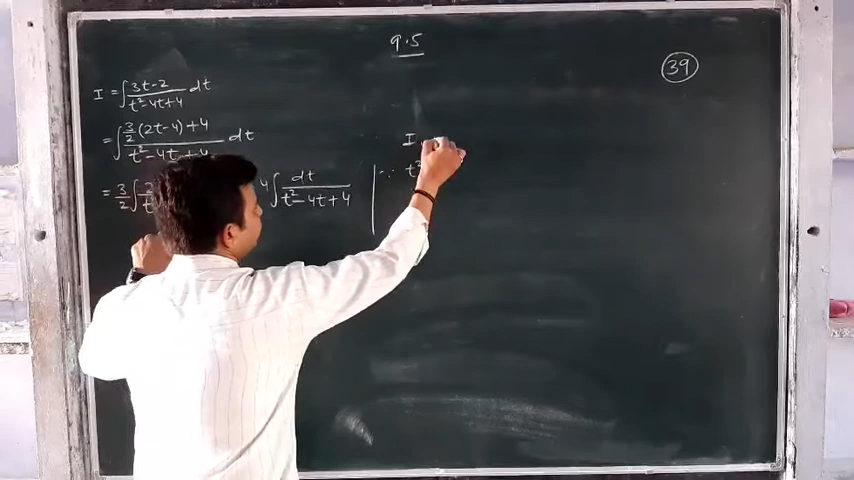 9.5
39
I = ∫ 3t-2 / t²-4t+4 dt
= ∫ 3/2 (2t-4) + 4 / t²-4t+4 dt
= 3/2 ∫ 4 ∫ dt / t²-4t+4
I
∵ t²